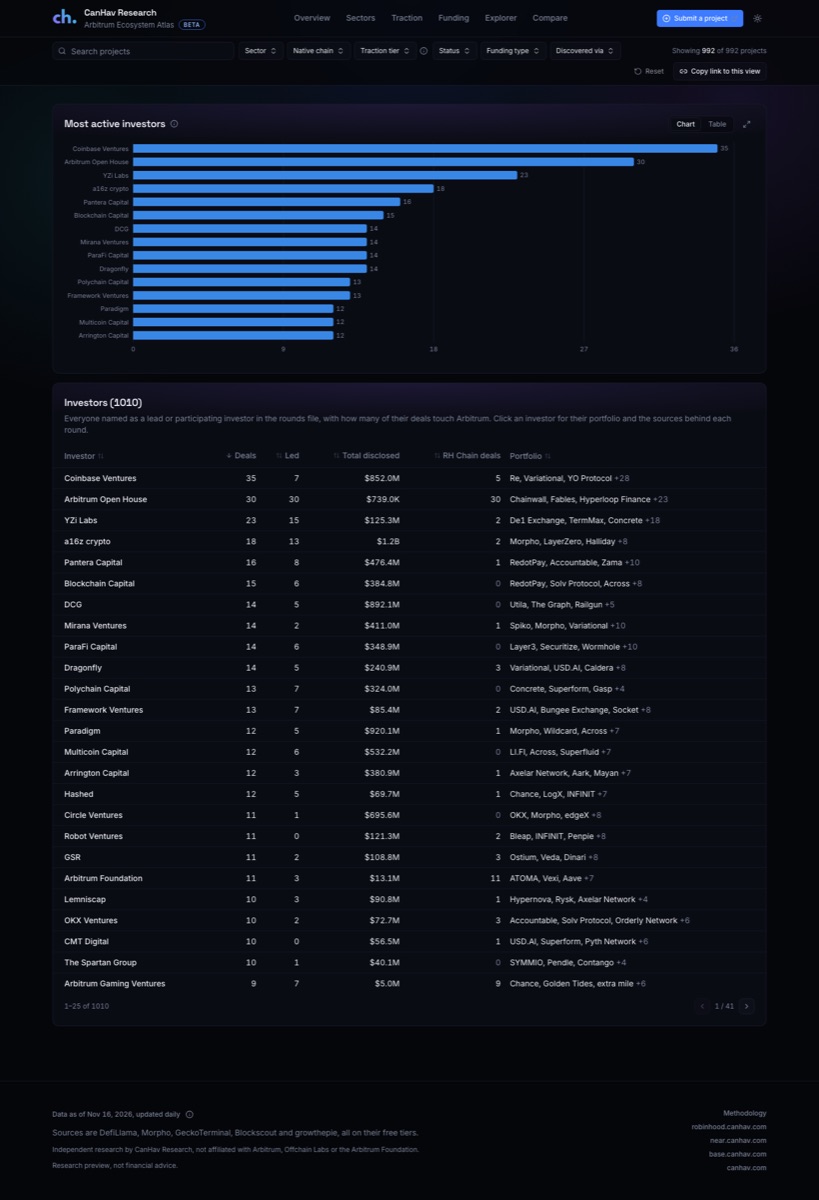 ch. CanHav Research
Arbitrum Ecosystem Atlas BETA
Overview Sectors Traction Funding Explorer Compare
Submit a project
Search projects
Sector Native chain Traction tier Status Funding type Discovered via
Showing 992 of 992 projects
Reset Copy link to this view
Most active investors
Chart Table
Coinbase Ventures 35
Arbitrum Open House 30
YZi Labs 23
a16z crypto 18
Pantera Capital 16
Blockchain Capital 15
DCG 14
Mirana Ventures 14
ParaFi Capital 14
Dragonfly 14
Polychain Capital 13
Framework Ventures 13
Paradigm 12
Multicoin Capital 12
Arrington Capital 12
0 9 18 27 36
Investors (1010)
Everyone named as a lead or participating investor in the rounds file, with how many of their deals touch Arbitrum. Click an investor for their portfolio and the sources behind each
round.
Investor Deals Led Total disclosed RH Chain deals Portfolio
Coinbase Ventures 35 7 $852.0M 5 Re, Variational, YO Protocol +28
Arbitrum Open House 30 30 $739.0K 30 Chainwall, Fables, Hyperloop Finance +23
YZi Labs 23 15 $125.3M 2 De1 Exchange, TermMax, Concrete +18
a16z crypto 18 13 $1.2B 2 Morpho, LayerZero, Halliday +8
Pantera Capital 16 8 $476.4M 1 RedotPay, Accountable, Zama +10
Blockchain Capital 15 6 $384.8M 0 RedotPay, Solv Protocol, Across +8
DCG 14 5 $892.1M 0 Utila, The Graph, Railgun +5
Mirana Ventures 14 2 $411.0M 1 Spiko, Morpho, Variational +10
ParaFi Capital 14 6 $348.9M 0 Layer3, Securitize, Wormhole +10
Dragonfly 14 5 $240.9M 3 Variational, USD.AI, Caldera +8
Polychain Capital 13 7 $324.0M 0 Concrete, Superform, Gasp +4
Framework Ventures 13 7 $85.4M 2 USD.AI, Bungee Exchange, Socket +8
Paradigm 12 5 $920.1M 1 Morpho, Wildcard, Across +7
Multicoin Capital 12 6 $532.2M 0 LI.FI, Across, Superfluid +7
Arrington Capital 12 3 $380.9M 1 Axelar Network, Aark, Mayan +7
Hashed 12 5 $69.7M 1 Chance, LogX, INFINIT +7
Circle Ventures 11 1 $695.6M 0 OKX, Morpho, edgeX +8
Robot Ventures 11 0 $121.3M 2 Bleap, INFINIT, Penpie +8
GSR 11 2 $108.8M 3 Ostium, Veda, Dinari +8
Arbitrum Foundation 11 3 $13.1M 11 ATOMA, Vexi, Aave +7
Lemniscap 10 3 $90.8M 1 Hypernova, Rysk, Axelar Network +4
OKX Ventures 10 2 $72.7M 3 Accountable, Solv Protocol, Orderly Network +6
CMT Digital 10 0 $56.5M 1 USD.AI, Superform, Pyth Network +6
The Spartan Group 10 1 $40.1M 0 SYMMIO, Pendle, Contango +4
Arbitrum Gaming Ventures 9 7 $5.0M 9 Chance, Golden Tides, extra mile +6
1–25 of 1010 1 / 41
Data as of Nov 16, 2026, updated daily
Sources are DefiLlama, Morpho, GeckoTerminal, Blockscout and growthepie, all on their free tiers.
Independent research by CanHav Research, not affiliated with Arbitrum, Offchain Labs or the Arbitrum Foundation.
Research preview, not financial advice.
Methodology
robinhood.canhav.com
near.canhav.com
base.canhav.com
canhav.com